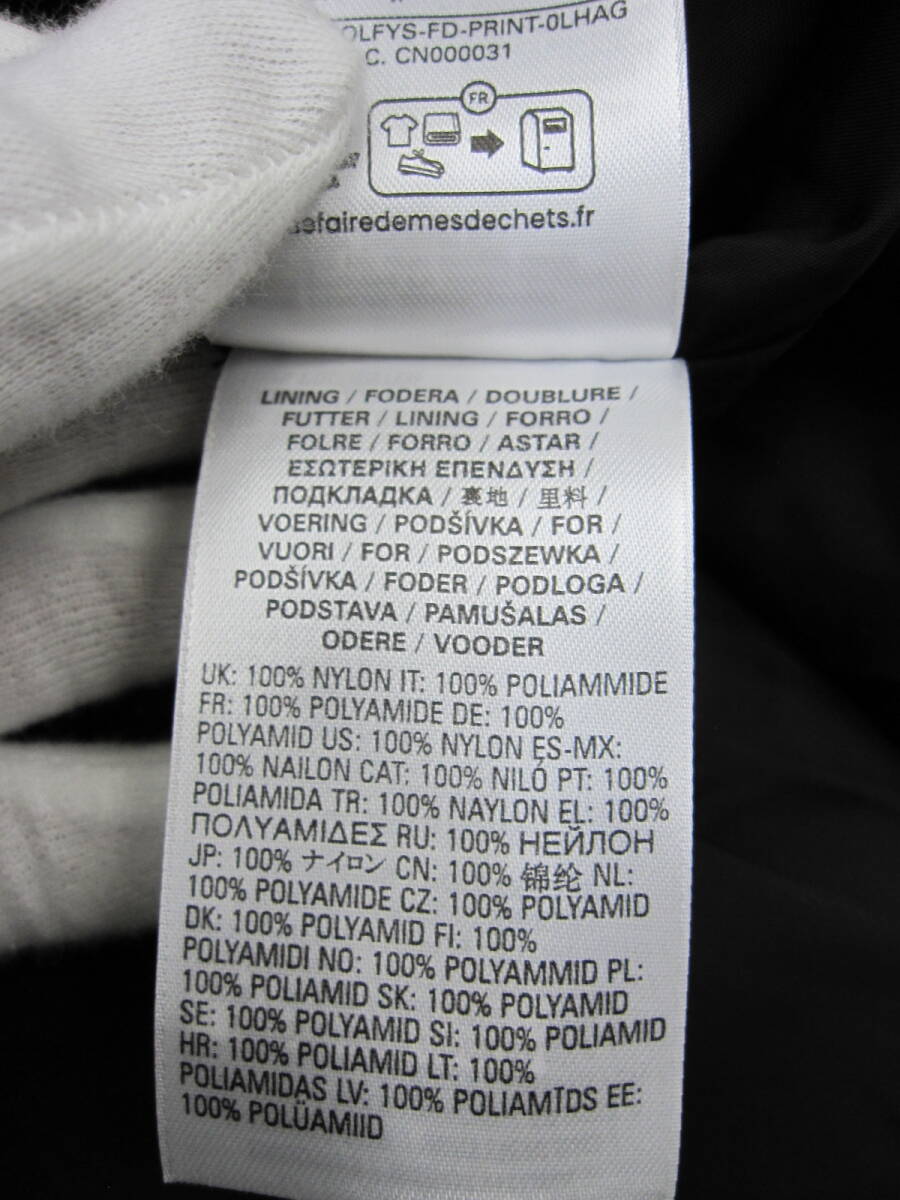 OLFYS-FD-PRINT-0LHAG
C. CN000031
FR
efairedemesdechets.fr
LINING / FODERA / DOUBLURE /
FUTTER / LINING / FORRO /
FOLRE / FORRO / ASTAR /
ΕΣΩΤΕΡΙΚΗ ΕΠΕΝΔΥΣΗ /
ПОДКЛАДКА / 裏地 / 里料 /
VOERING / PODŠÍVKA / FOR /
VUORI / FOR / PODSZEWKA /
PODŠÍVKA / FODER / PODLOGA /
PODSTAVA / PAMUŠALAS /
ODERE / VOODER
UK: 100% NYLON IT: 100% POLIAMMIDE
FR: 100% POLYAMIDE DE: 100%
POLYAMID US: 100% NYLON ES-MX:
100% NAILON CAT: 100% NILÓ PT: 100%
POLIAMIDA TR: 100% NAYLON EL: 100%
ΠΟΛΥΑΜΙΔΕΣ RU: 100% НЕЙЛОН
JP: 100% ナイロン CN: 100% 锦纶 NL:
100% POLYAMIDE CZ: 100% POLYAMID
DK: 100% POLYAMID FI: 100%
POLYAMIDI NO: 100% POLYAMMID PL:
100% POLIAMID SK: 100% POLYAMID
SE: 100% POLYAMID SI: 100% POLIAMID
HR: 100% POLIAMID LT: 100%
POLIAMIDAS LV: 100% POLIAMĪDS EE:
100% POLÜAMIID